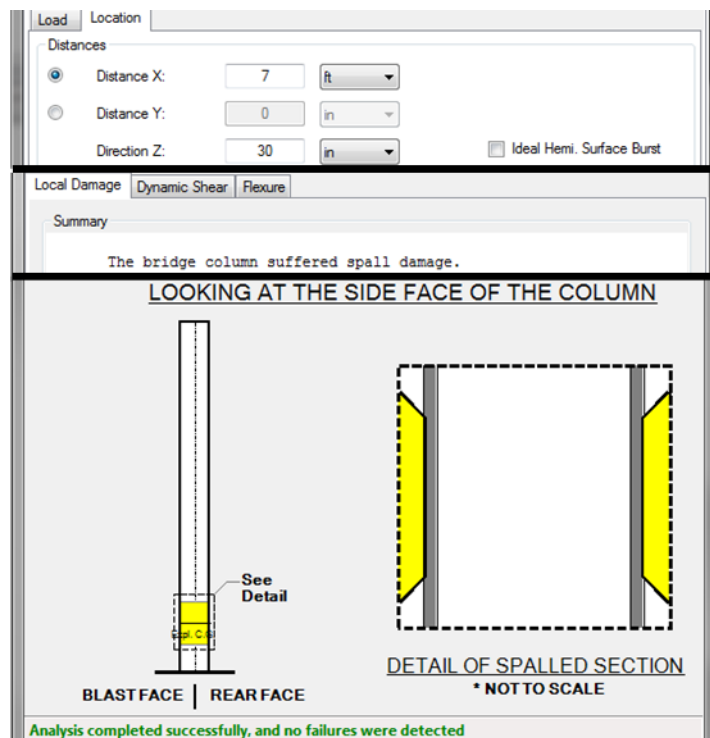 Load Location
Distances
Distance X: 7 ft
Distance Y: 0 in
Direction Z: 30 in Ideal Hemi. Surface Burst
Local Damage Dynamic Shear Flexure
Summary
The bridge column suffered spall damage.
LOOKING AT THE SIDE FACE OF THE COLUMN
See
Detail
Expl. C.G.
DETAIL OF SPALLED SECTION
* NOT TO SCALE
BLAST FACE REAR FACE
Analysis completed successfully, and no failures were detected